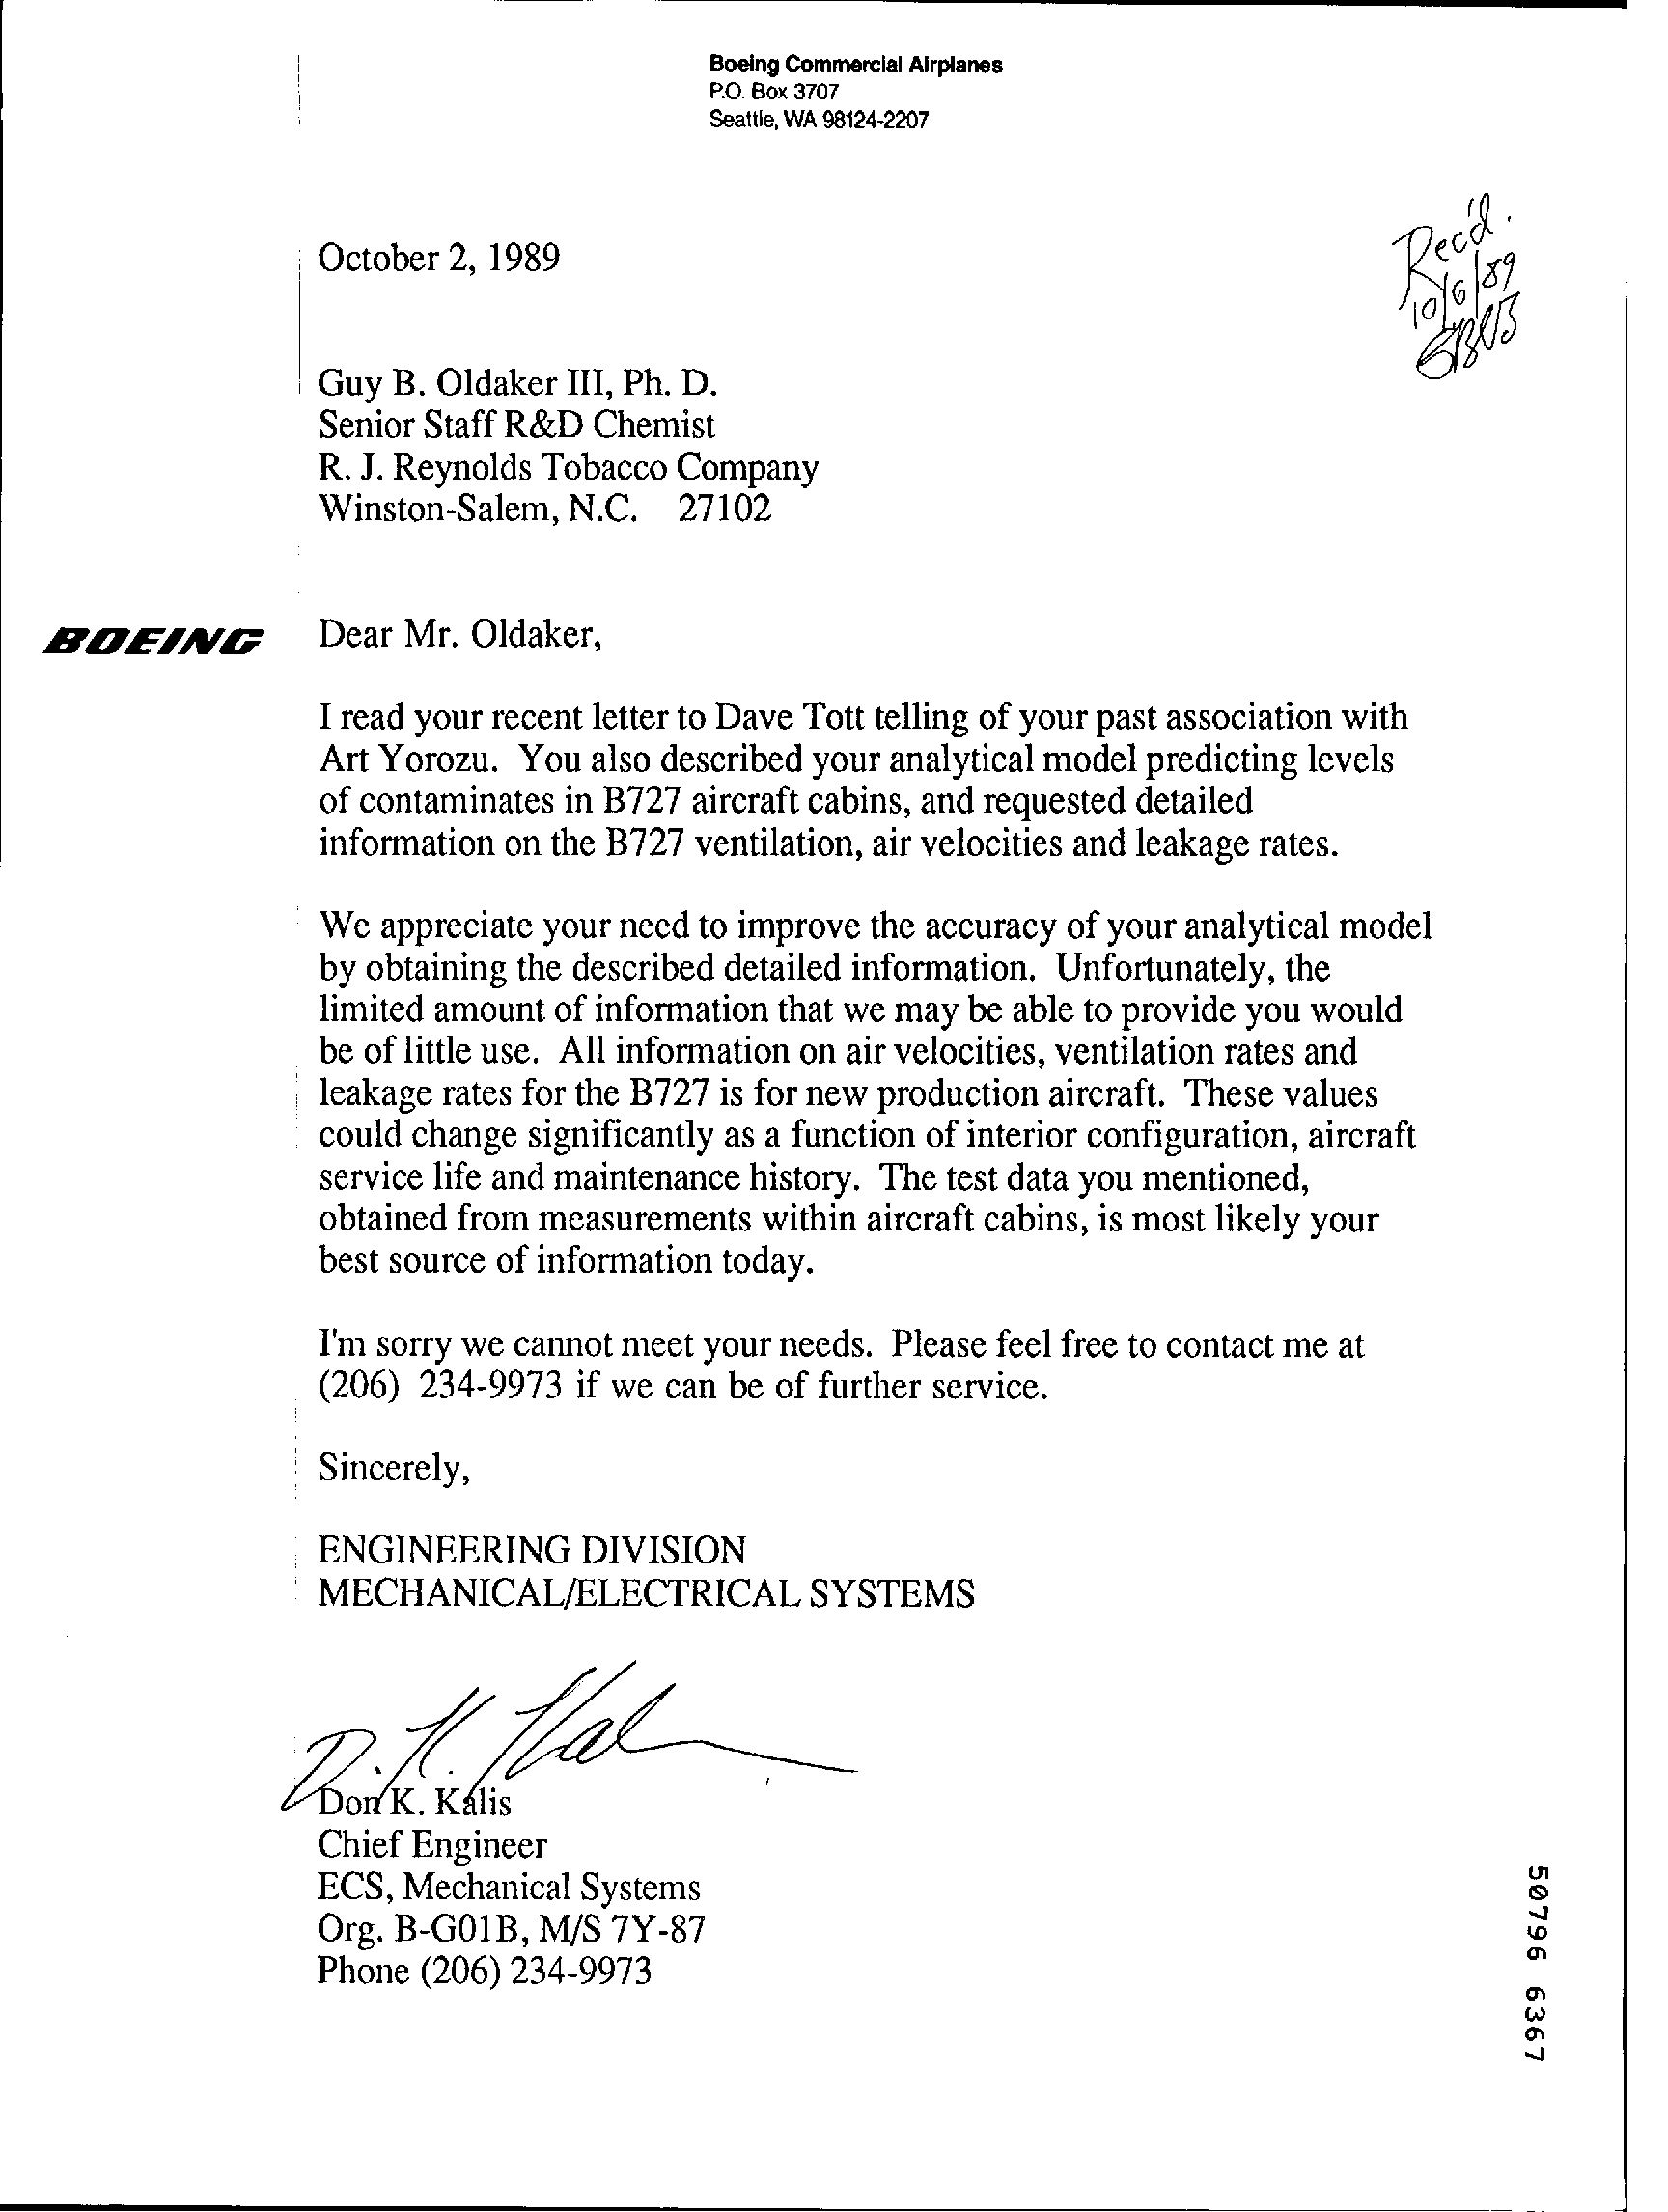 Boeing Commercial Airplanes
P.O. Box 3707
Seattle, WA 98124-2207
Rec'd.
10/6/89
October 2, 1989
Guy B. Oldaker III, Ph. D.
Senior Staff R&D Chemist
R. J. Reynolds Tobacco Company
Winston-Salem, N.C. 27102
BOEING
Dear Mr. Oldaker,
I read your recent letter to Dave Tott telling of your past association with
Art Yorozu. You also described your analytical model predicting levels
of contaminates in B727 aircraft cabins, and requested detailed
information on the B727 ventilation, air velocities and leakage rates.
We appreciate your need to improve the accuracy of your analytical model
by obtaining the described detailed information. Unfortunately, the
limited amount of information that we may be able to provide you would
be of little use. All information on air velocities, ventilation rates and
leakage rates for the B727 is for new production aircraft. These values
could change significantly as a function of interior configuration, aircraft
service life and maintenance history. The test data you mentioned,
obtained from measurements within aircraft cabins, is most likely your
best source of information today.
I'm sorry we cannot meet your needs. Please feel free to contact me at
(206) 234-9973 if we can be of further service.
Sincerely,
ENGINEERING DIVISION
MECHANICAL/ELECTRICAL SYSTEMS
Don K. Kalis
Chief Engineer
ECS, Mechanical Systems
Org. B-G01B, M/S 7Y-87
Phone (206) 234-9973
50796 6367